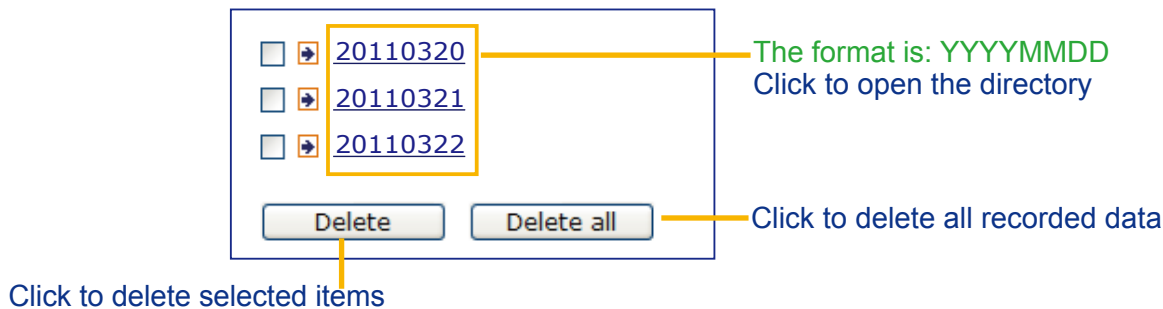 20110320
The format is: YYYYMMDD
Click to open the directory
20110321
20110322
Delete
Delete all
Click to delete all recorded data
Click to delete selected items